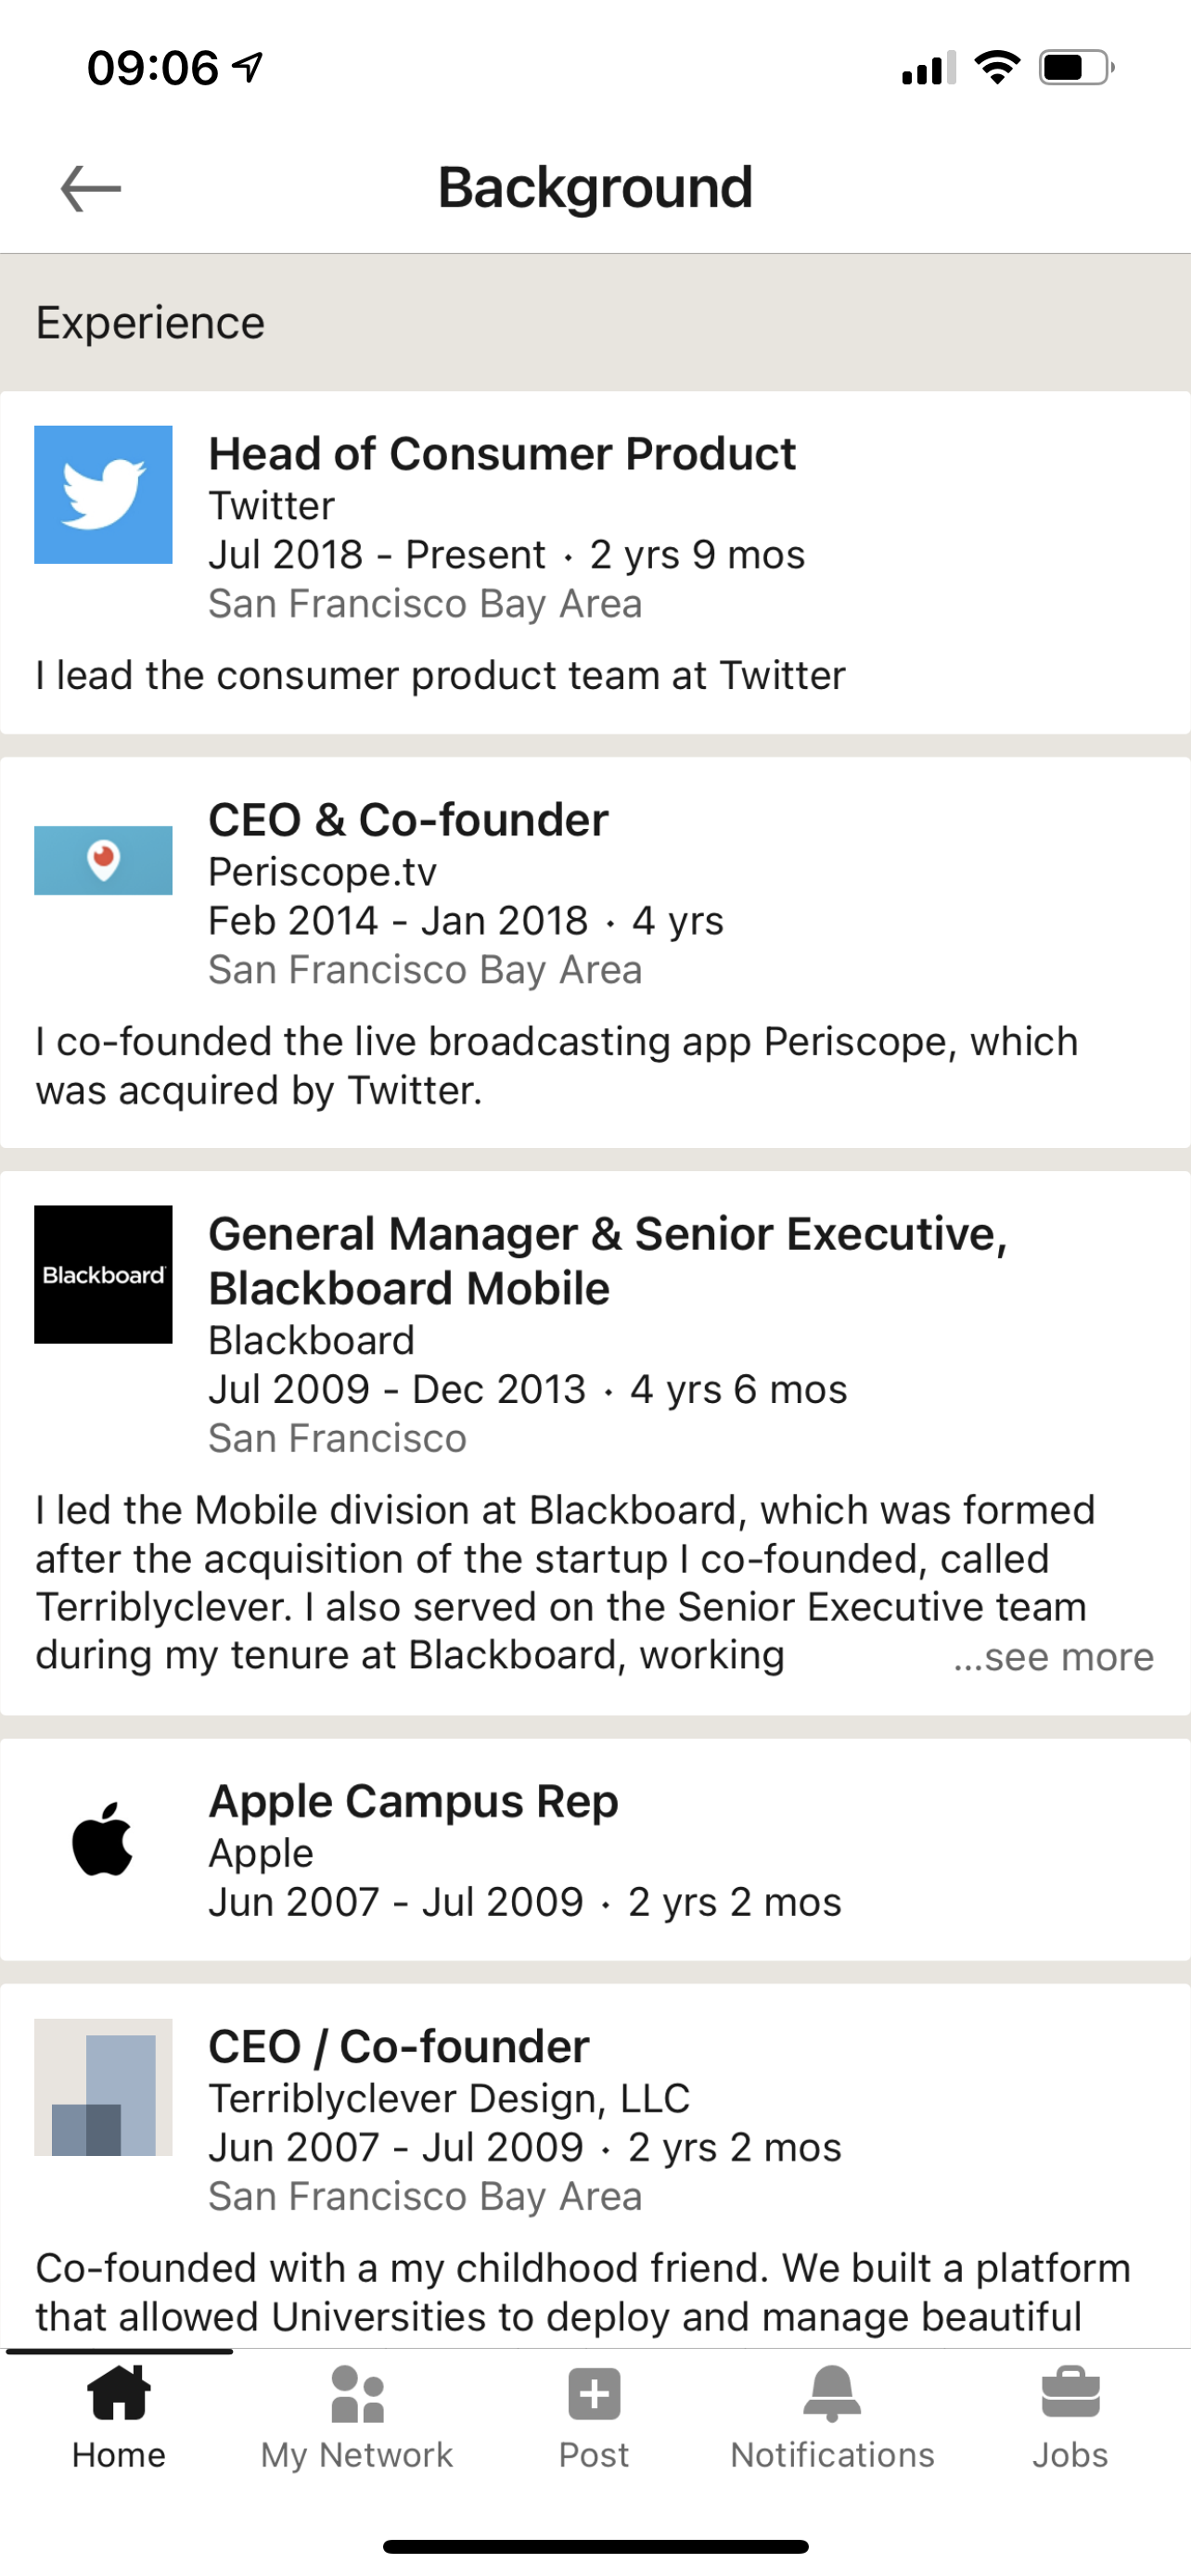 09:06
Background
Experience
Head of Consumer Product
Twitter
Jul 2018 - Present · 2 yrs 9 mos
San Francisco Bay Area
I lead the consumer product team at Twitter
CEO & Co-founder
Periscope.tv
Feb 2014 - Jan 2018 · 4 yrs
San Francisco Bay Area
I co-founded the live broadcasting app Periscope, which
was acquired by Twitter.
Blackboard
General Manager & Senior Executive,
Blackboard Mobile
Blackboard
Jul 2009 - Dec 2013 · 4 yrs 6 mos
San Francisco
I led the Mobile division at Blackboard, which was formed
after the acquisition of the startup I co-founded, called
Terriblyclever. I also served on the Senior Executive team
during my tenure at Blackboard, working ...see more
Apple Campus Rep
Apple
Jun 2007 - Jul 2009 · 2 yrs 2 mos
CEO / Co-founder
Terriblyclever Design, LLC
Jun 2007 - Jul 2009 · 2 yrs 2 mos
San Francisco Bay Area
Co-founded with a my childhood friend. We built a platform
that allowed Universities to deploy and manage beautiful
Home
My Network
Post
Notifications
Jobs